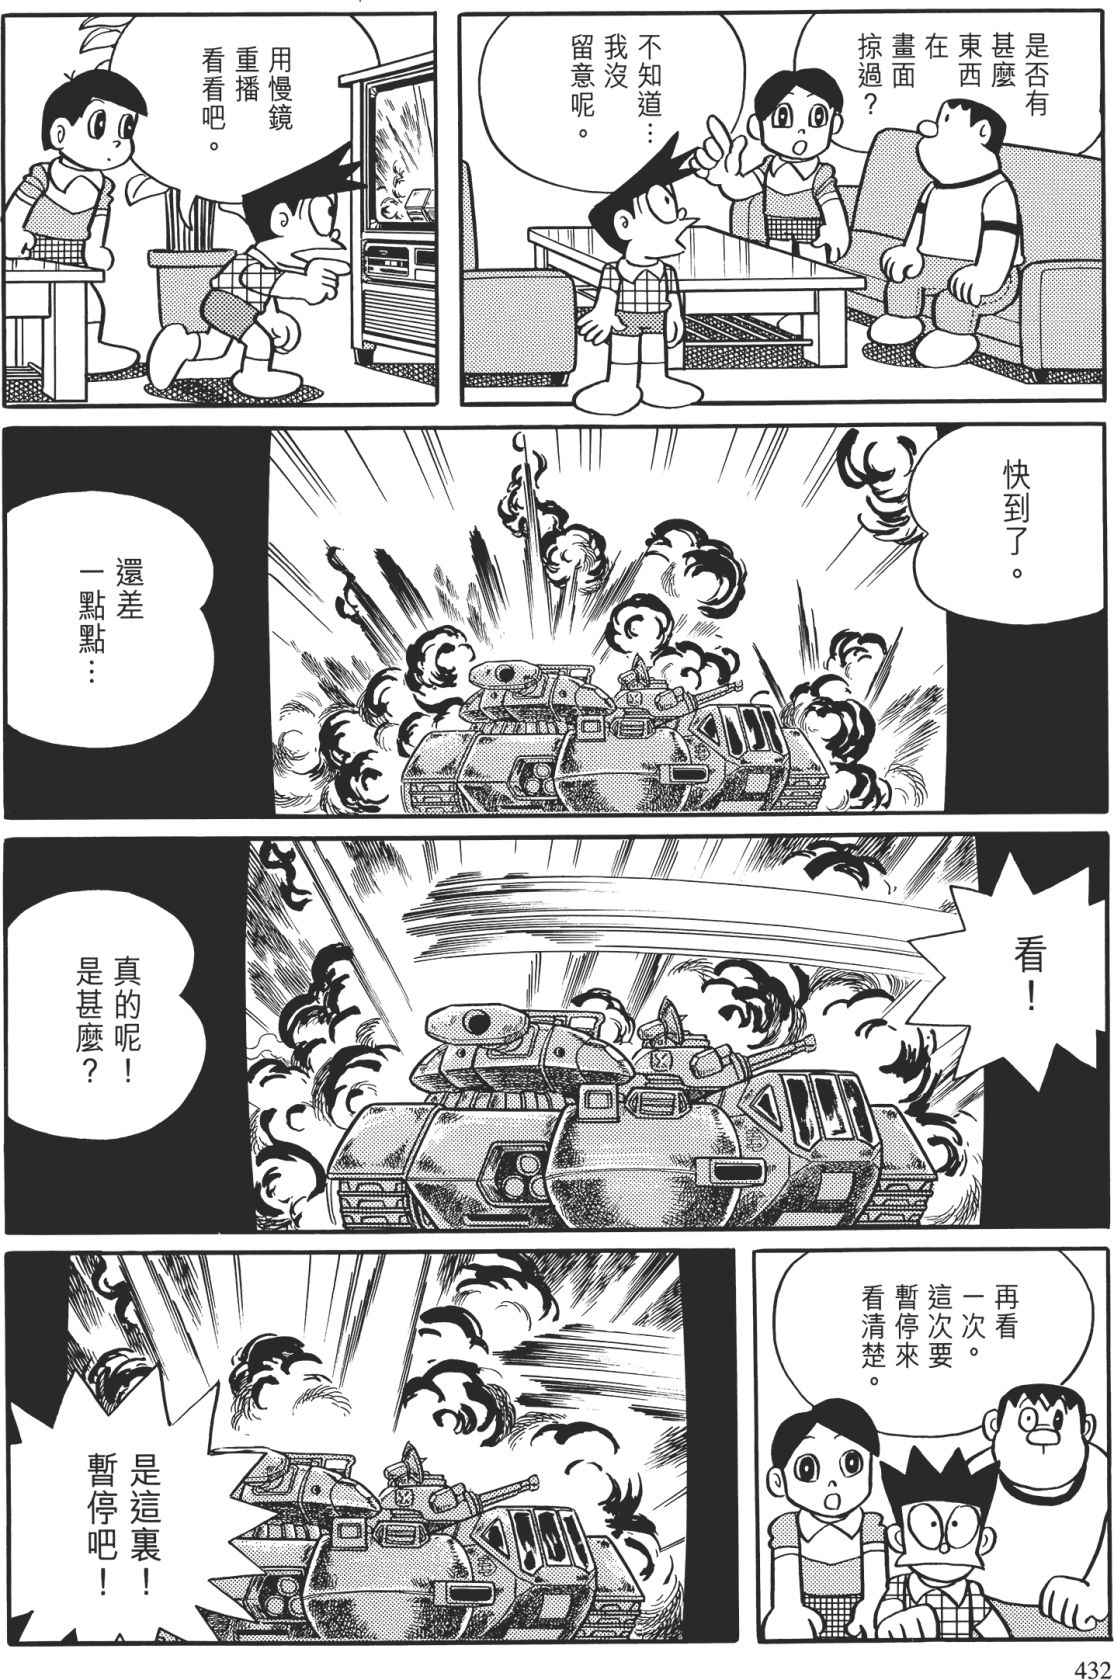 是否有
甚麼
東西
在
畫面
掠過？
不知道…
我沒
留意呢。
用慢鏡
重播
看看吧。
快到了。
還差
一點點…
看！
真的呢！
是甚麼？
再看
一次。
這次要
暫停來
看清楚。
是這裏！
暫停吧！
432